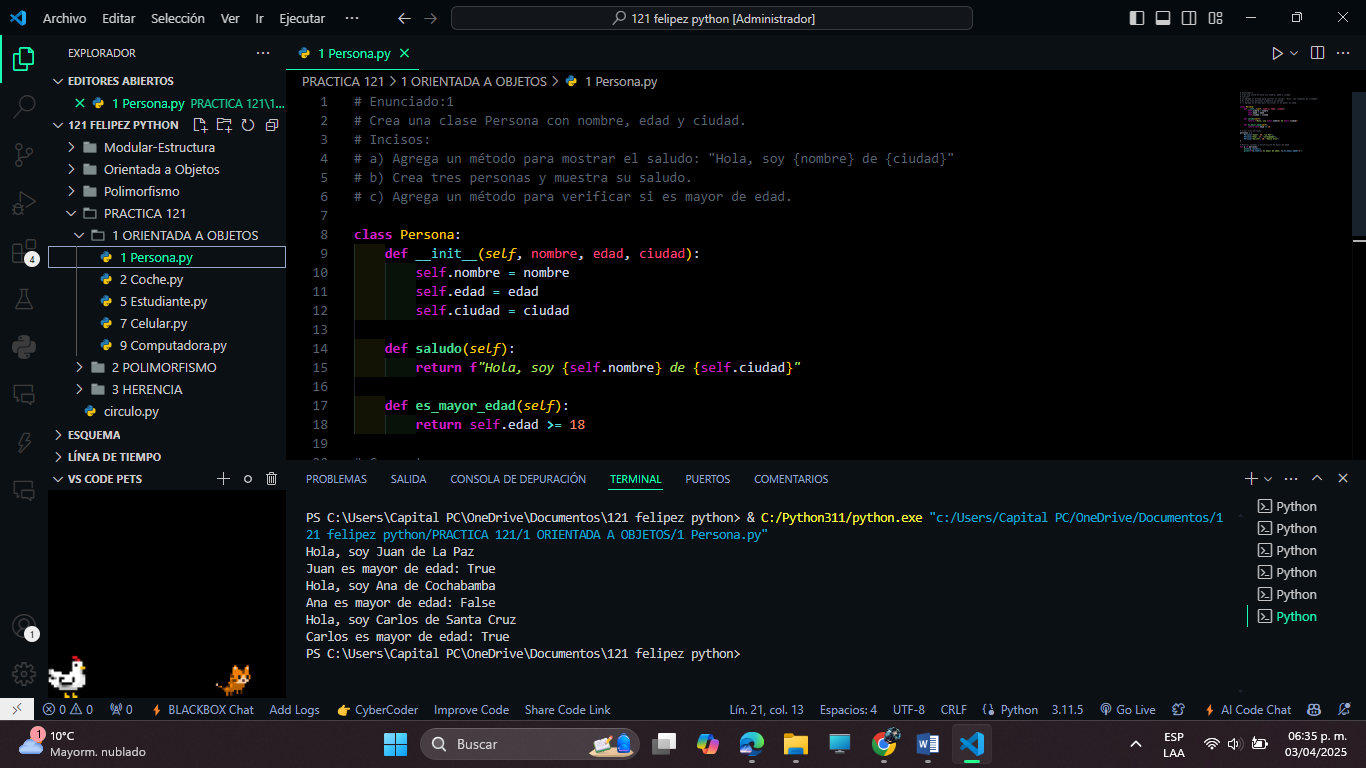 Archivo Editar Selección Ver Ir Ejecutar ···
121 felipez python [Administrador]
EXPLORADOR
EDITORES ABIERTOS
1 Persona.py PRACTICA 121\1...
121 FELIPEZ PYTHON
Modular-Estructura
Orientada a Objetos
Polimorfismo
PRACTICA 121
1 ORIENTADA A OBJETOS
1 Persona.py
2 Coche.py
5 Estudiante.py
7 Celular.py
9 Computadora.py
2 POLIMORFISMO
3 HERENCIA
circulo.py
ESQUEMA
LÍNEA DE TIEMPO
VS CODE PETS
4
1
1 Persona.py
PRACTICA 121 > 1 ORIENTADA A OBJETOS > 1 Persona.py
1 # Enunciado:1
2 # Crea una clase Persona con nombre, edad y ciudad.
3 # Incisos:
4 # a) Agrega un método para mostrar el saludo: "Hola, soy {nombre} de {ciudad}"
5 # b) Crea tres personas y muestra su saludo.
6 # c) Agrega un método para verificar si es mayor de edad.
7
8 class Persona:
9 def __init__(self, nombre, edad, ciudad):
10 self.nombre = nombre
11 self.edad = edad
12 self.ciudad = ciudad
13
14 def saludo(self):
15 return f"Hola, soy {self.nombre} de {self.ciudad}"
16
17 def es_mayor_edad(self):
18 return self.edad >= 18
19
PROBLEMAS SALIDA CONSOLA DE DEPURACIÓN TERMINAL PUERTOS COMENTARIOS
PS C:\Users\Capital PC\OneDrive\Documentos\121 felipez python> & C:/Python311/python.exe "c:/Users/Capital PC/OneDrive/Documentos/1
21 felipez python/PRACTICA 121/1 ORIENTADA A OBJETOS/1 Persona.py"
Hola, soy Juan de La Paz
Juan es mayor de edad: True
Hola, soy Ana de Cochabamba
Ana es mayor de edad: False
Hola, soy Carlos de Santa Cruz
Carlos es mayor de edad: True
PS C:\Users\Capital PC\OneDrive\Documentos\121 felipez python>
Python
Python
Python
Python
Python
Python
0 0 0 BLACKBOX Chat Add Logs CyberCoder Improve Code Share Code Link Lín. 21, col. 13 Espacios: 4 UTF-8 CRLF Python 3.11.5 Go Live AI Code Chat
1
10°C
Mayorm. nublado
Buscar
ESP
LAA
06:35 p. m.
03/04/2025